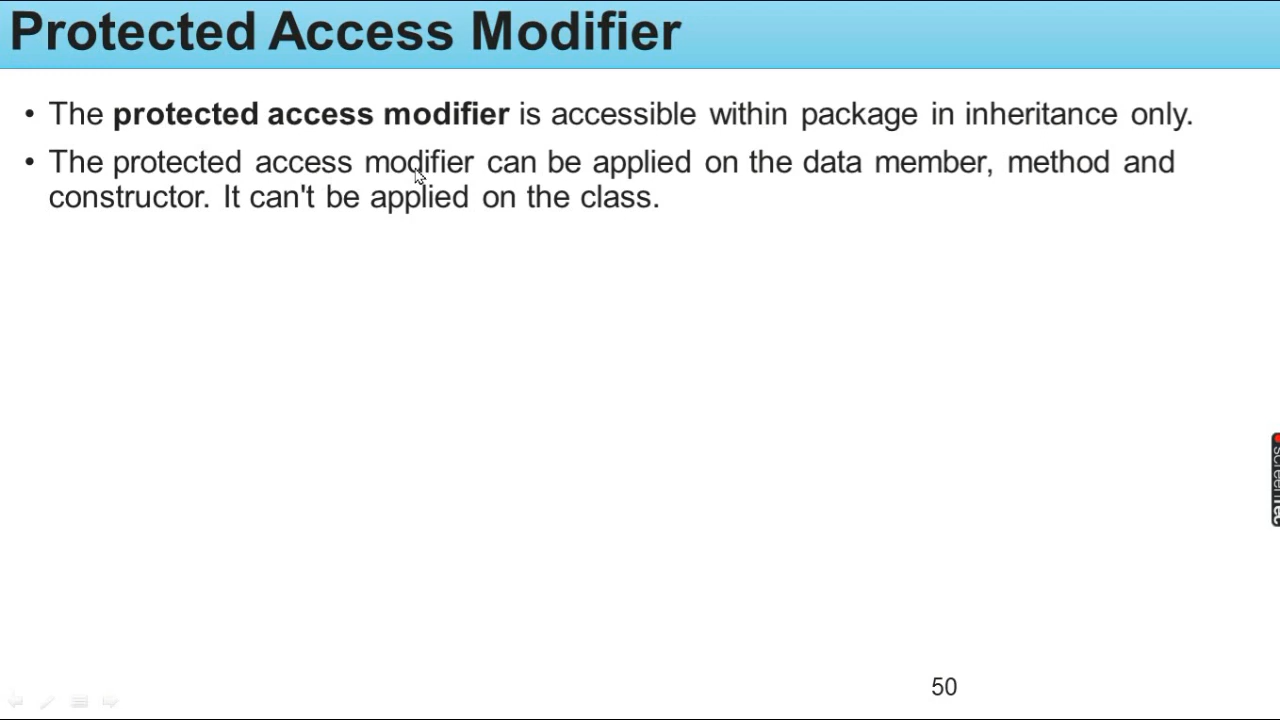 Protected Access Modifier
• The protected access modifier is accessible within package in inheritance only.
• The protected access modifier can be applied on the data member, method and
constructor. It can't be applied on the class.
screenrec
50